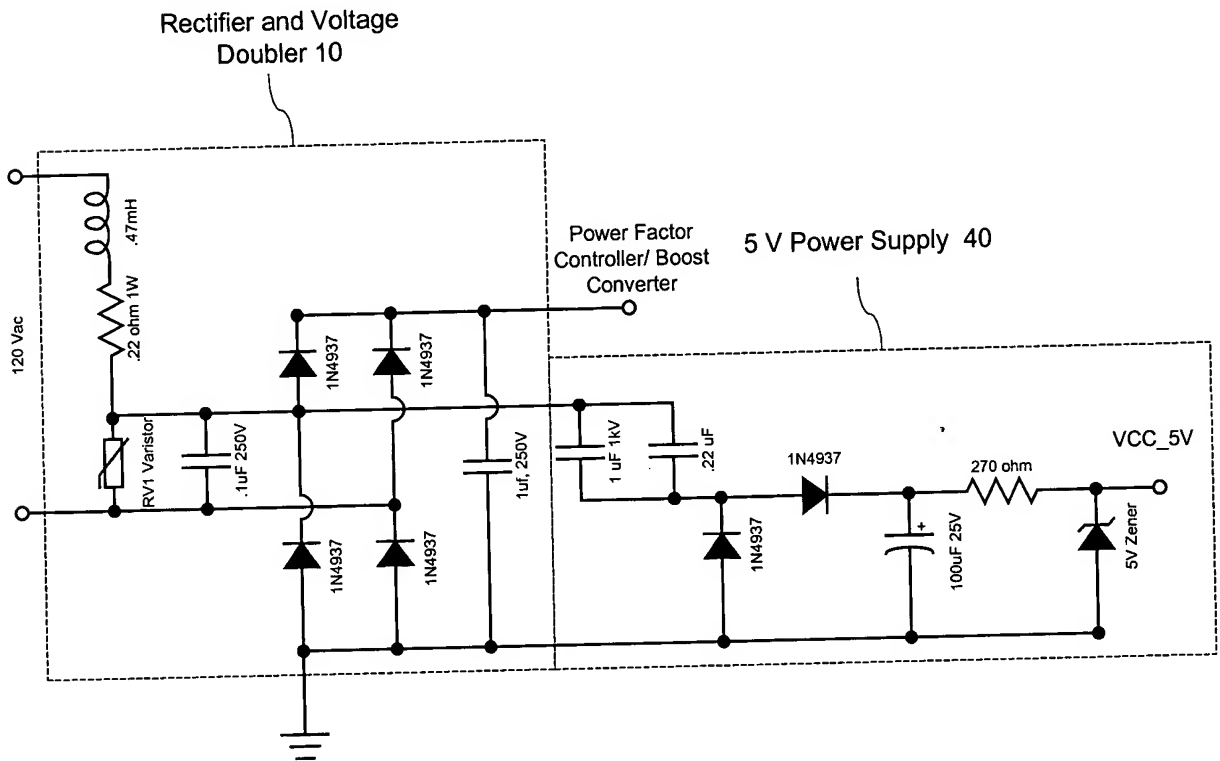 Rectifier and Voltage
Doubler 10
120 Vac
.47mH
.22 ohm 1W
RV1 Varistor
.1uF 250V
1N4937
1N4937
1N4937
1N4937
1uf, 250V
Power Factor
Controller/ Boost
Converter
5 V Power Supply 40
1 uF 1kV
.22 uF
1N4937
1N4937
100uF 25V
+
270 ohm
VCC_5V
5V Zener